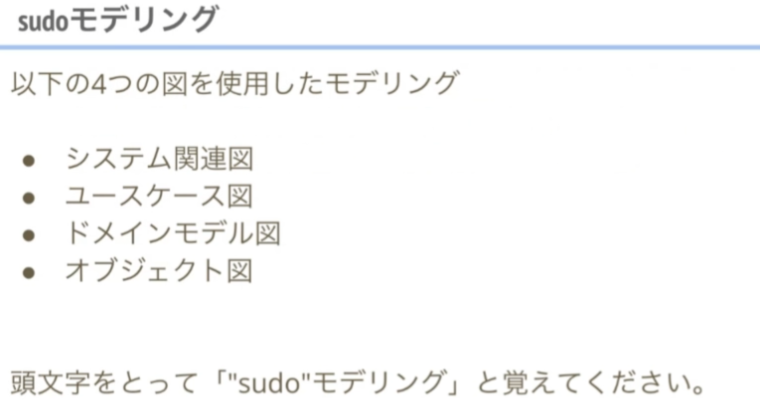 sudoモデリング
以下の4つの図を使用したモデリング
● システム関連図
● ユースケース図
● ドメインモデル図
● オブジェクト図
頭文字をとって「"sudo"モデリング」と覚えてください。